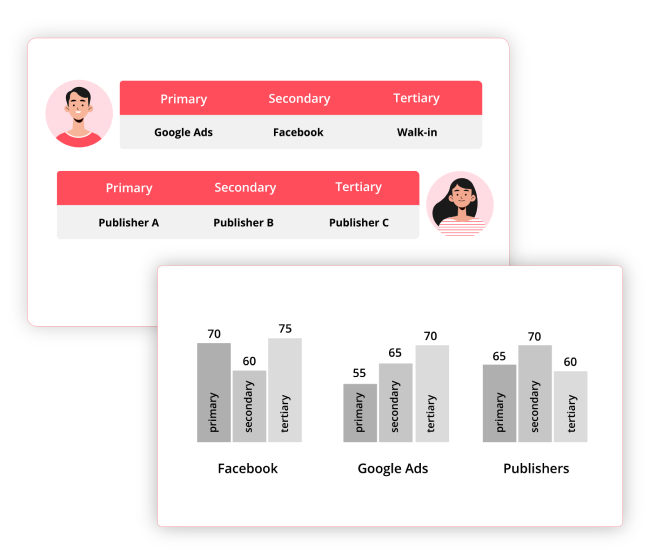 Primary Secondary Tertiary
Google Ads Facebook Walk-in
Primary Secondary Tertiary
Publisher A Publisher B Publisher C
70 60 75
primary secondary tertiary
Facebook
55 65 70
primary secondary tertiary
Google Ads
65 70 60
primary secondary tertiary
Publishers